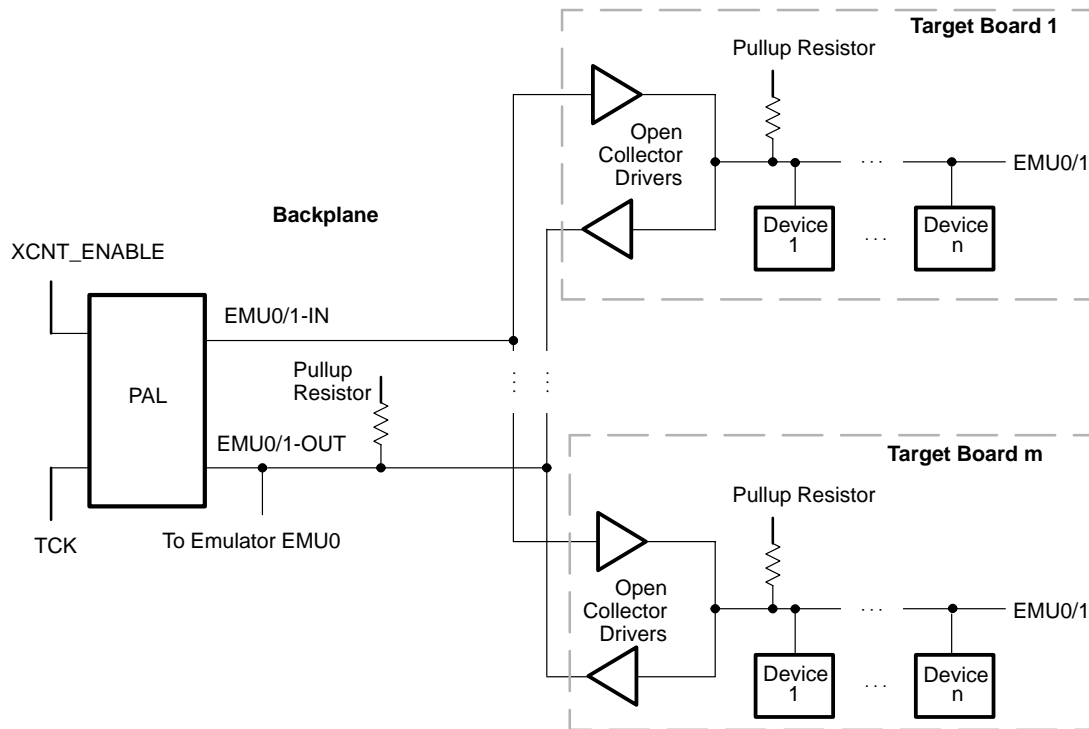 Target Board 1
Pullup Resistor
Open
Collector
Drivers
. . .
EMU0/1
Device
1
. . .
Device
n
Backplane
XCNT_ENABLE
EMU0/1-IN
PAL
Pullup
Resistor
. . .
. . .
EMU0/1-OUT
TCK
To Emulator EMU0
Target Board m
Pullup Resistor
Open
Collector
Drivers
. . .
EMU0/1
Device
1
. . .
Device
n